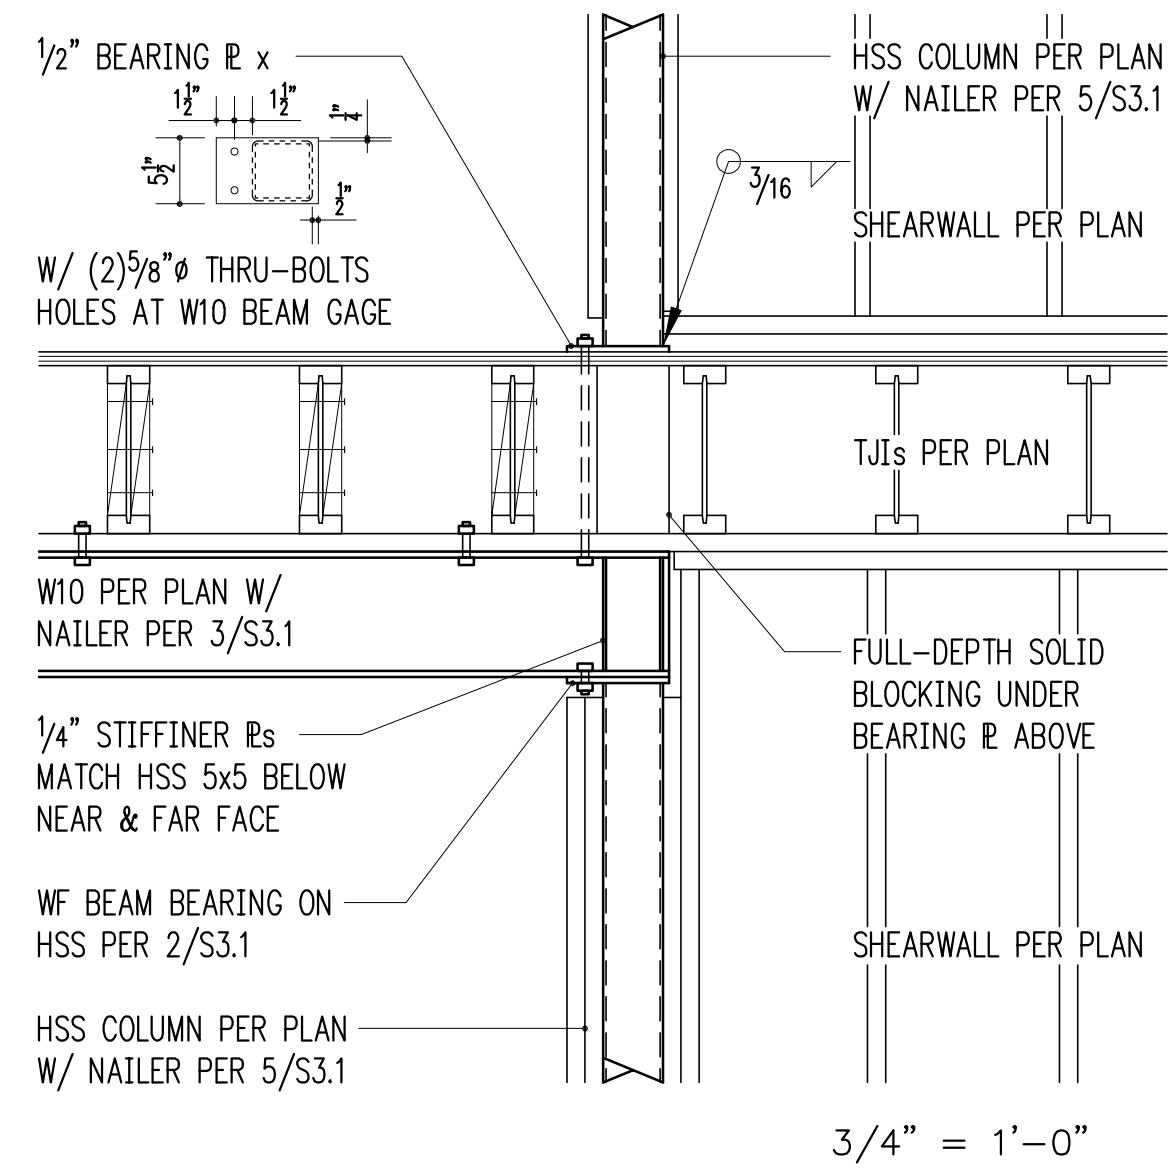 1/2" BEARING ℙL x
1 1/2" 1 1/2" 1/4"
5 1/2"
1/2"
W/ (2)5/8"ø THRU-BOLTS
HOLES AT W10 BEAM GAGE
HSS COLUMN PER PLAN
W/ NAILER PER 5/S3.1
3/16
SHEARWALL PER PLAN
TJIs PER PLAN
W10 PER PLAN W/
NAILER PER 3/S3.1
FULL-DEPTH SOLID
BLOCKING UNDER
BEARING ℙL ABOVE
1/4" STIFFINER ℙLs
MATCH HSS 5x5 BELOW
NEAR & FAR FACE
WF BEAM BEARING ON
HSS PER 2/S3.1
SHEARWALL PER PLAN
HSS COLUMN PER PLAN
W/ NAILER PER 5/S3.1
3/4" = 1'-0"